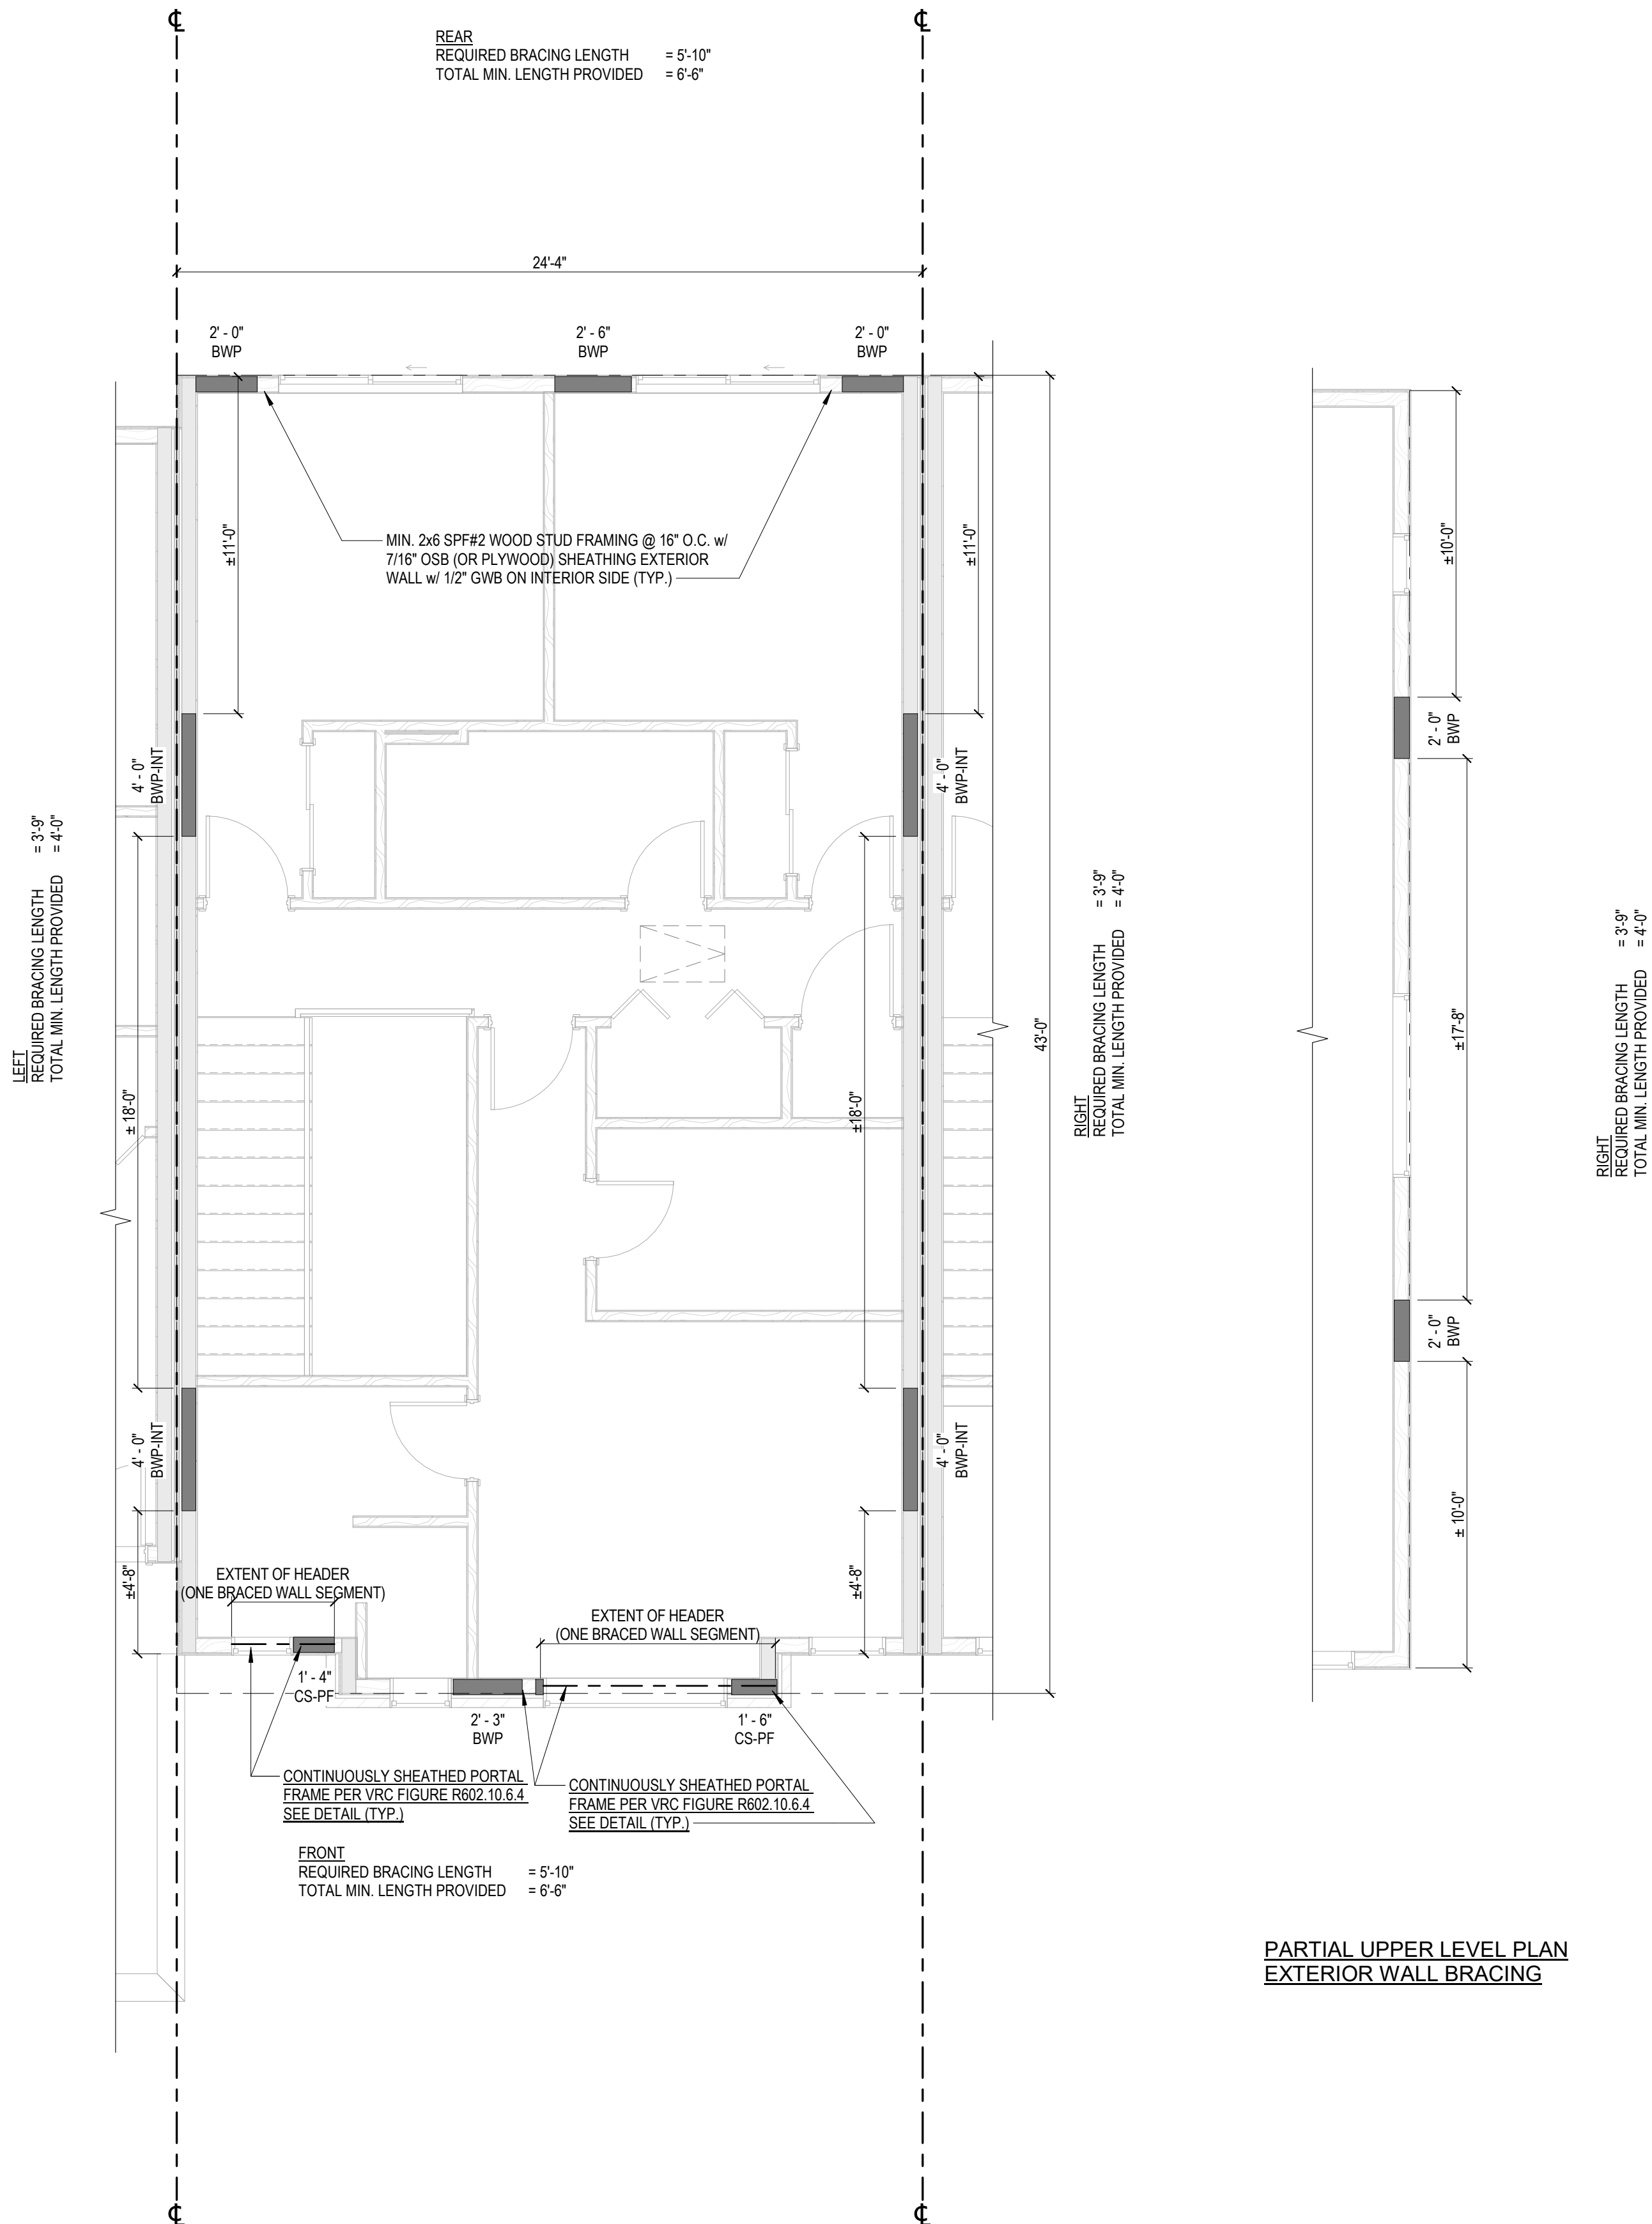 ℄
℄
REAR
REQUIRED BRACING LENGTH = 5'-10"
TOTAL MIN. LENGTH PROVIDED = 6'-6"
24'-4"
2' - 0"
BWP
2' - 6"
BWP
2' - 0"
BWP
±11'-0"
MIN. 2x6 SPF#2 WOOD STUD FRAMING @ 16" O.C. w/
7/16" OSB (OR PLYWOOD) SHEATHING EXTERIOR
WALL w/ 1/2" GWB ON INTERIOR SIDE (TYP.)
±11'-0"
±10'-0"
2' - 0"
BWP
4' - 0"
BWP-INT
4' - 0"
BWP-INT
LEFT
REQUIRED BRACING LENGTH = 3'-9"
TOTAL MIN. LENGTH PROVIDED = 4'-0"
43'-0"
RIGHT
REQUIRED BRACING LENGTH = 3'-9"
TOTAL MIN. LENGTH PROVIDED = 4'-0"
±17'-8"
RIGHT
REQUIRED BRACING LENGTH = 3'-9"
TOTAL MIN. LENGTH PROVIDED = 4'-0"
± 18'-0"
±18'-0"
2' - 0"
BWP
4' - 0"
BWP-INT
4' - 0"
BWP-INT
± 10'-0"
±4'-8"
EXTENT OF HEADER
(ONE BRACED WALL SEGMENT)
EXTENT OF HEADER
(ONE BRACED WALL SEGMENT)
±4'-8"
1' - 4"
CS-PF
2' - 3"
BWP
1' - 6"
CS-PF
CONTINUOUSLY SHEATHED PORTAL
FRAME PER VRC FIGURE R602.10.6.4
SEE DETAIL (TYP.)
CONTINUOUSLY SHEATHED PORTAL
FRAME PER VRC FIGURE R602.10.6.4
SEE DETAIL (TYP.)
FRONT
REQUIRED BRACING LENGTH = 5'-10"
TOTAL MIN. LENGTH PROVIDED = 6'-6"
PARTIAL UPPER LEVEL PLAN
EXTERIOR WALL BRACING
℄
℄